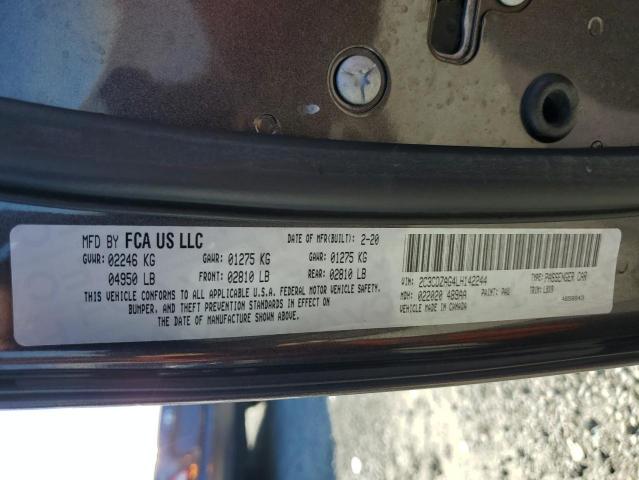 MFD BY FCA US LLC DATE OF MFR(BUILT): 2-20
GVWR: 02246 KG GAWR: 01275 KG GAWR: 01275 KG
04950 LB FRONT: 02810 LB REAR: 02810 LB
THIS VEHICLE CONFORMS TO ALL APPLICABLE U.S.A. FEDERAL MOTOR VEHICLE SAFETY,
BUMPER, AND THEFT PREVENTION STANDARDS IN EFFECT ON
THE DATE OF MANUFACTURE SHOWN ABOVE.
VIN: 2C3CDZAG4LH142244 TYPE: PASSENGER CAR
MDH: 022020 489AA PAINT: PAU TRIM:
VEHICLE MADE IN CANADA